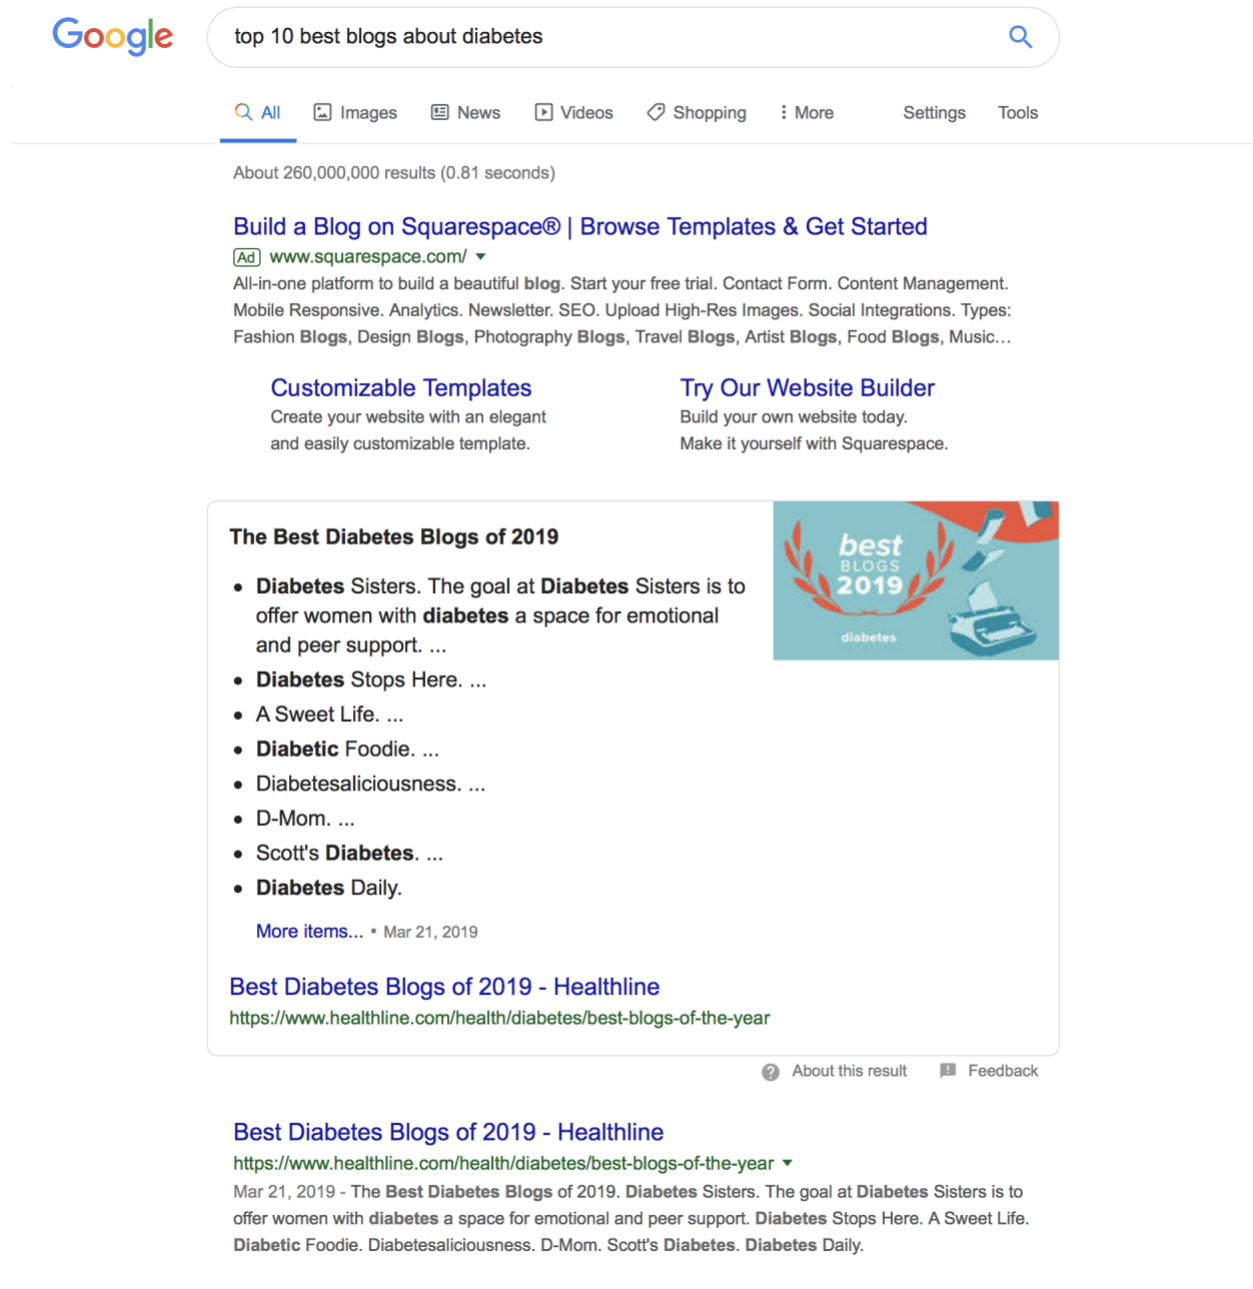 Google
top 10 best blogs about diabetes
All Images News Videos Shopping More Settings Tools
About 260,000,000 results (0.81 seconds)
Build a Blog on Squarespace® | Browse Templates & Get Started
Ad www.squarespace.com/
All-in-one platform to build a beautiful blog. Start your free trial. Contact Form. Content Management.
Mobile Responsive. Analytics. Newsletter. SEO. Upload High-Res Images. Social Integrations. Types:
Fashion Blogs, Design Blogs, Photography Blogs, Travel Blogs, Artist Blogs, Food Blogs, Music...
Customizable Templates
Create your website with an elegant
and easily customizable template.
Try Our Website Builder
Build your own website today.
Make it yourself with Squarespace.
The Best Diabetes Blogs of 2019
• Diabetes Sisters. The goal at Diabetes Sisters is to
offer women with diabetes a space for emotional
and peer support. ...
• Diabetes Stops Here. ...
• A Sweet Life. ...
• Diabetic Foodie. ...
• Diabetesaliciousness. ...
• D-Mom. ...
• Scott's Diabetes. ...
• Diabetes Daily.
More items... • Mar 21, 2019
best
BLOGS
2019
diabetes
Best Diabetes Blogs of 2019 - Healthline
https://www.healthline.com/health/diabetes/best-blogs-of-the-year
About this result Feedback
Best Diabetes Blogs of 2019 - Healthline
https://www.healthline.com/health/diabetes/best-blogs-of-the-year
Mar 21, 2019 - The Best Diabetes Blogs of 2019. Diabetes Sisters. The goal at Diabetes Sisters is to
offer women with diabetes a space for emotional and peer support. Diabetes Stops Here. A Sweet Life.
Diabetic Foodie. Diabetesaliciousness. D-Mom. Scott's Diabetes. Diabetes Daily.